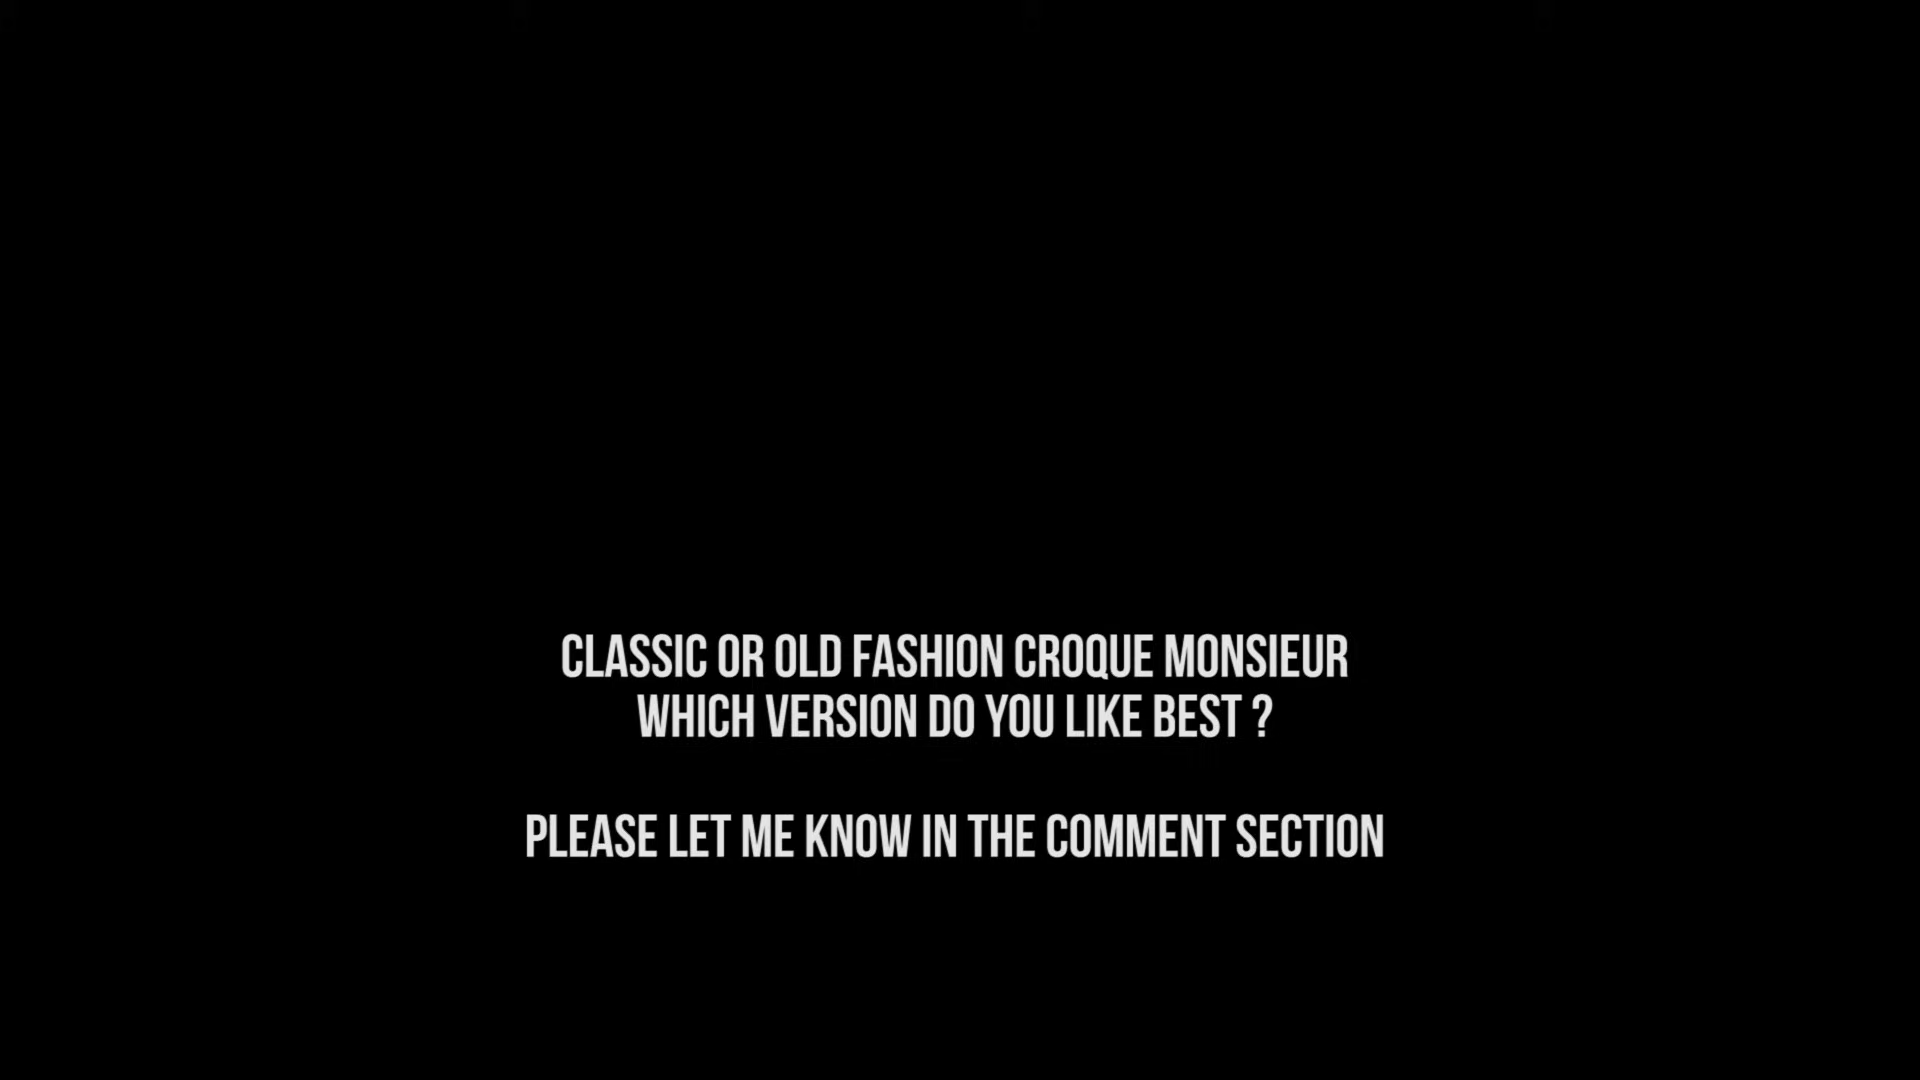 CLASSIC OR OLD FASHION CROQUE MONSIEUR
WHICH VERSION DO YOU LIKE BEST ?
PLEASE LET ME KNOW IN THE COMMENT SECTION